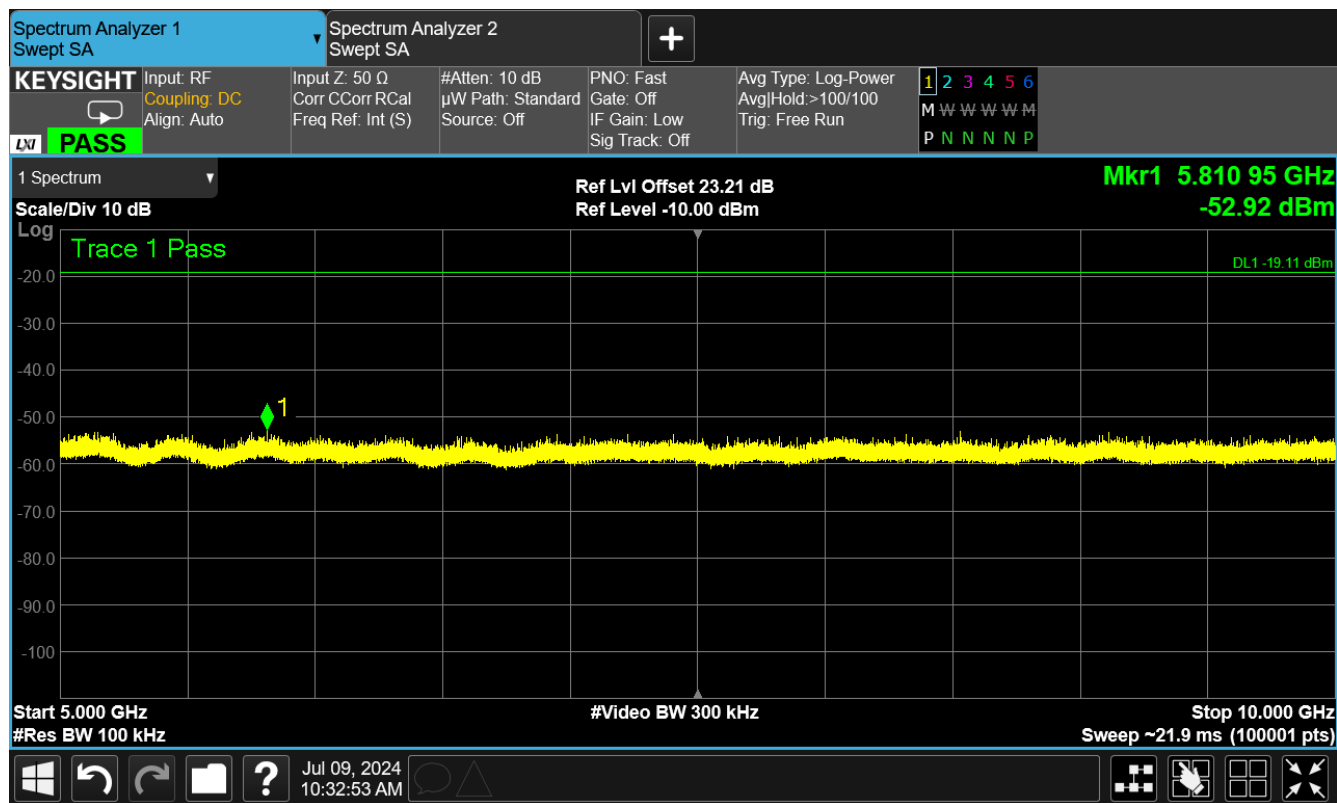 Spectrum Analyzer 1
Swept SA
Spectrum Analyzer 2
Swept SA
KEYSIGHT
LXI PASS
Input: RF
Coupling: DC
Align: Auto
Input Z: 50 Ω
Corr CCorr RCal
Freq Ref: Int (S)
#Atten: 10 dB
µW Path: Standard
Source: Off
PNO: Fast
Gate: Off
IF Gain: Low
Sig Track: Off
Avg Type: Log-Power
Avg|Hold:>100/100
Trig: Free Run
1 2 3 4 5 6
M W W W W M
P N N N N P
1 Spectrum
Scale/Div 10 dB
Ref Lvl Offset 23.21 dB
Ref Level -10.00 dBm
Mkr1 5.810 95 GHz
-52.92 dBm
Log
Trace 1 Pass
DL1 -19.11 dBm
-20.0
-30.0
-40.0
1
-50.0
-60.0
-70.0
-80.0
-90.0
-100
Start 5.000 GHz
#Video BW 300 kHz
Stop 10.000 GHz
#Res BW 100 kHz
Sweep ~21.9 ms (100001 pts)
?
Jul 09, 2024
10:32:53 AM